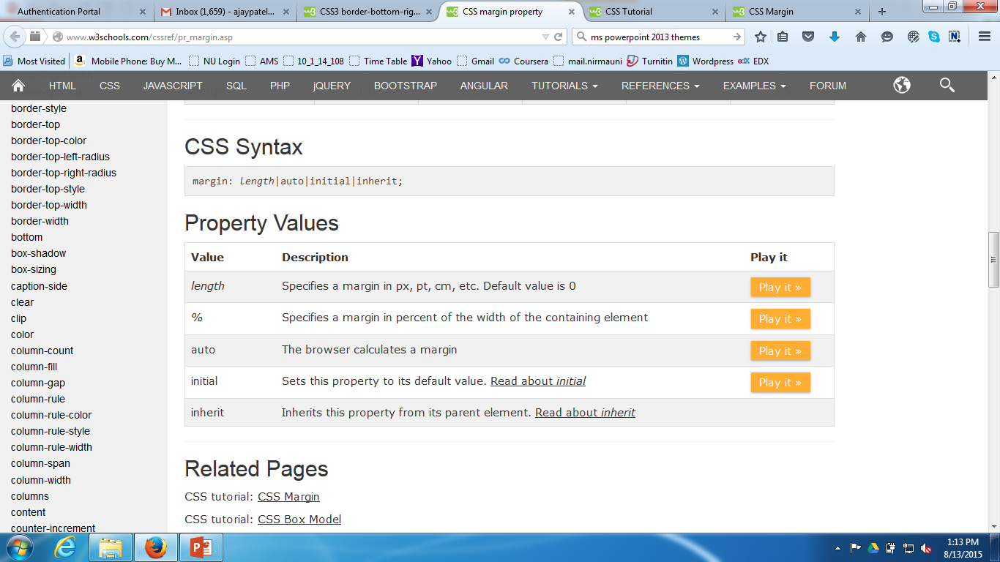 Authentication Portal
Inbox (1,659) - ajaypatel...
CSS3 border-bottom-rig...
CSS margin property
CSS Tutorial
CSS Margin
www.w3schools.com/cssref/pr_margin.asp
ms powerpoint 2013 themes
Most Visited
Mobile Phone: Buy M...
NU Login
AMS
10_1_14_108
Time Table
Yahoo
Gmail
Coursera
mail.nirmauni
Turnitin
Wordpress
EDX
HTML
CSS
JAVASCRIPT
SQL
PHP
jQUERY
BOOTSTRAP
ANGULAR
TUTORIALS
REFERENCES
EXAMPLES
FORUM
border-style
border-top
border-top-color
border-top-left-radius
border-top-right-radius
border-top-style
border-top-width
border-width
bottom
box-shadow
box-sizing
caption-side
clear
clip
color
column-count
column-fill
column-gap
column-rule
column-rule-color
column-rule-style
column-rule-width
column-span
column-width
columns
content
counter-increment
CSS Syntax
margin: length|auto|initial|inherit;
Property Values
Value Description Play it
length Specifies a margin in px, pt, cm, etc. Default value is 0 Play it »
% Specifies a margin in percent of the width of the containing element Play it »
auto The browser calculates a margin Play it »
initial Sets this property to its default value. Read about initial Play it »
inherit Inherits this property from its parent element. Read about inherit
Related Pages
CSS tutorial: CSS Margin
CSS tutorial: CSS Box Model
1:13 PM
8/13/2015